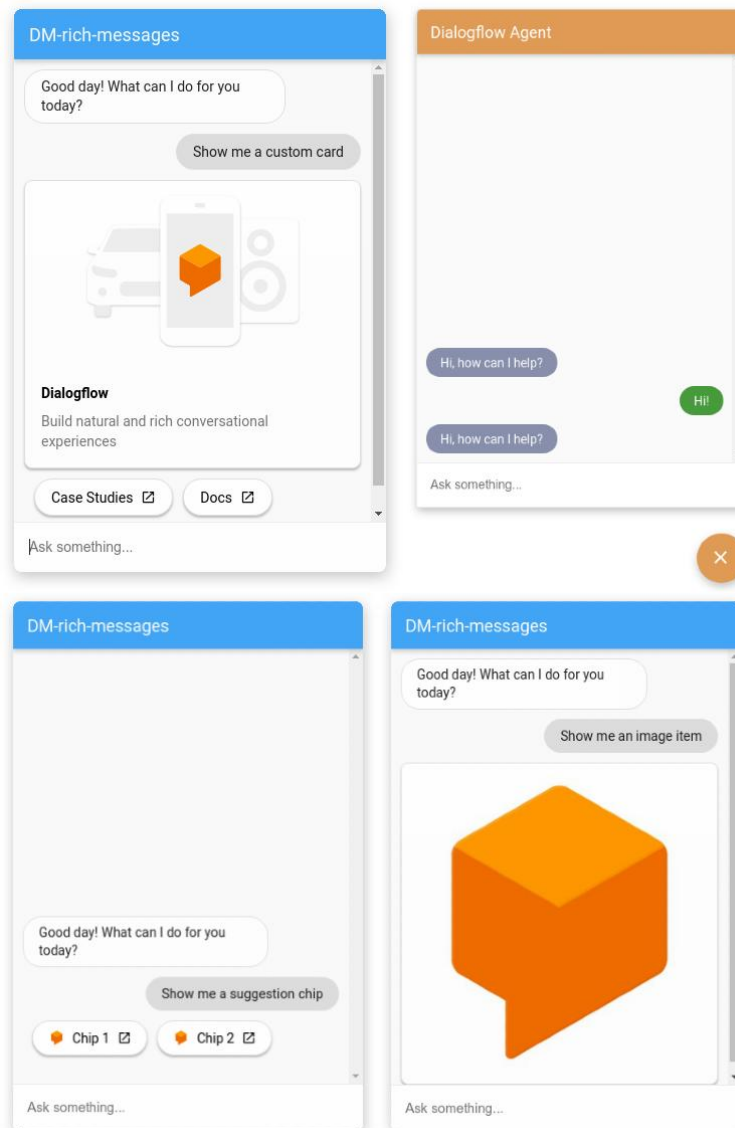 DM-rich-messages
Good day! What can I do for you
today?
Show me a custom card
Dialogflow
Build natural and rich conversational
experiences
Case Studies
Docs
Ask something...
Dialogflow Agent
Hi, how can I help?
Hi!
Hi, how can I help?
Ask something...
DM-rich-messages
Good day! What can I do for you
today?
Show me a suggestion chip
Chip 1
Chip 2
Ask something...
DM-rich-messages
Good day! What can I do for you
today?
Show me an image item
Ask something...